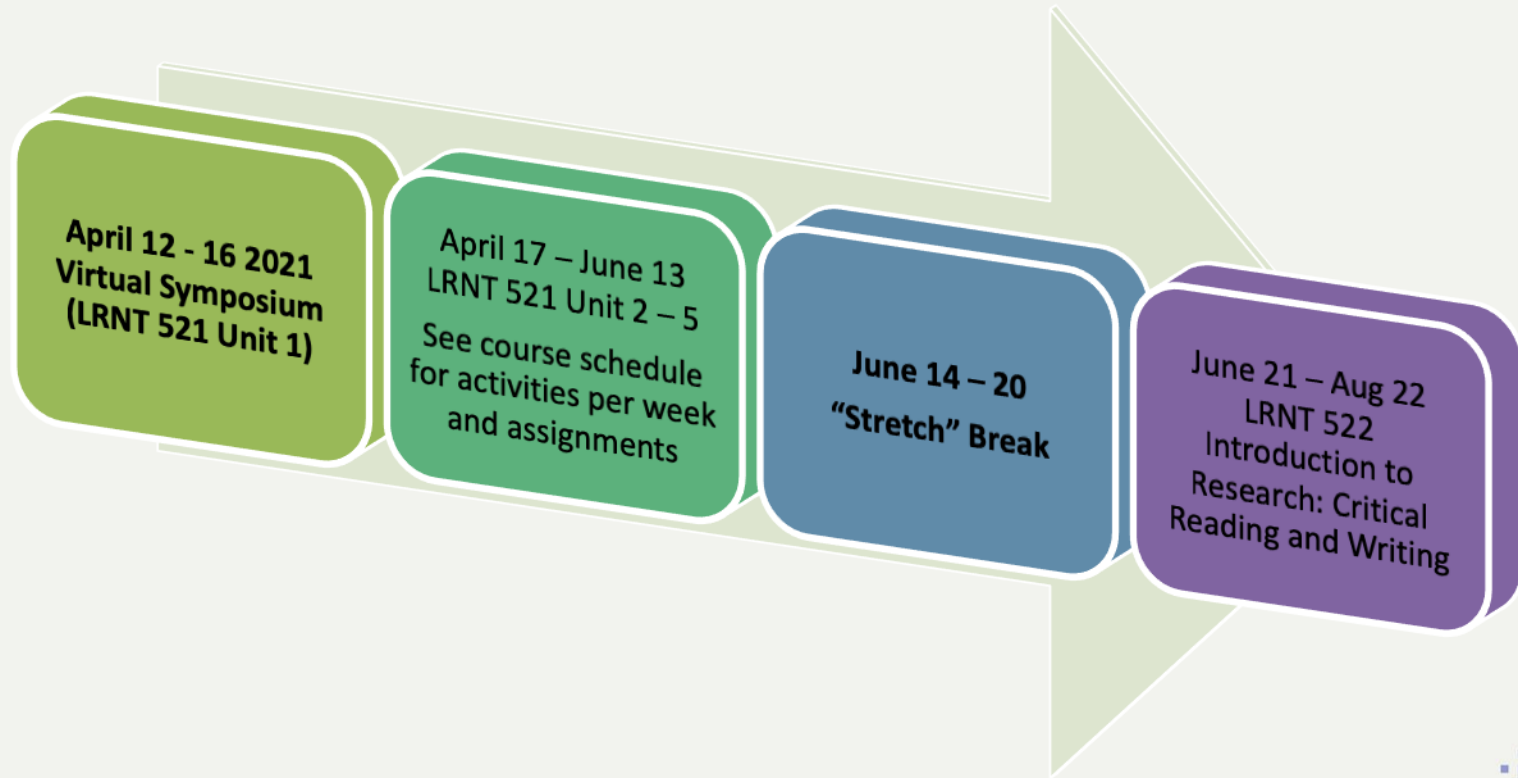 April 12 - 16 2021
Virtual Symposium
(LRNT 521 Unit 1)
April 17 – June 13
LRNT 521 Unit 2 – 5
See course schedule
for activities per week
and assignments
June 14 – 20
“Stretch” Break
June 21 – Aug 22
LRNT 522
Introduction to
Research: Critical
Reading and Writing